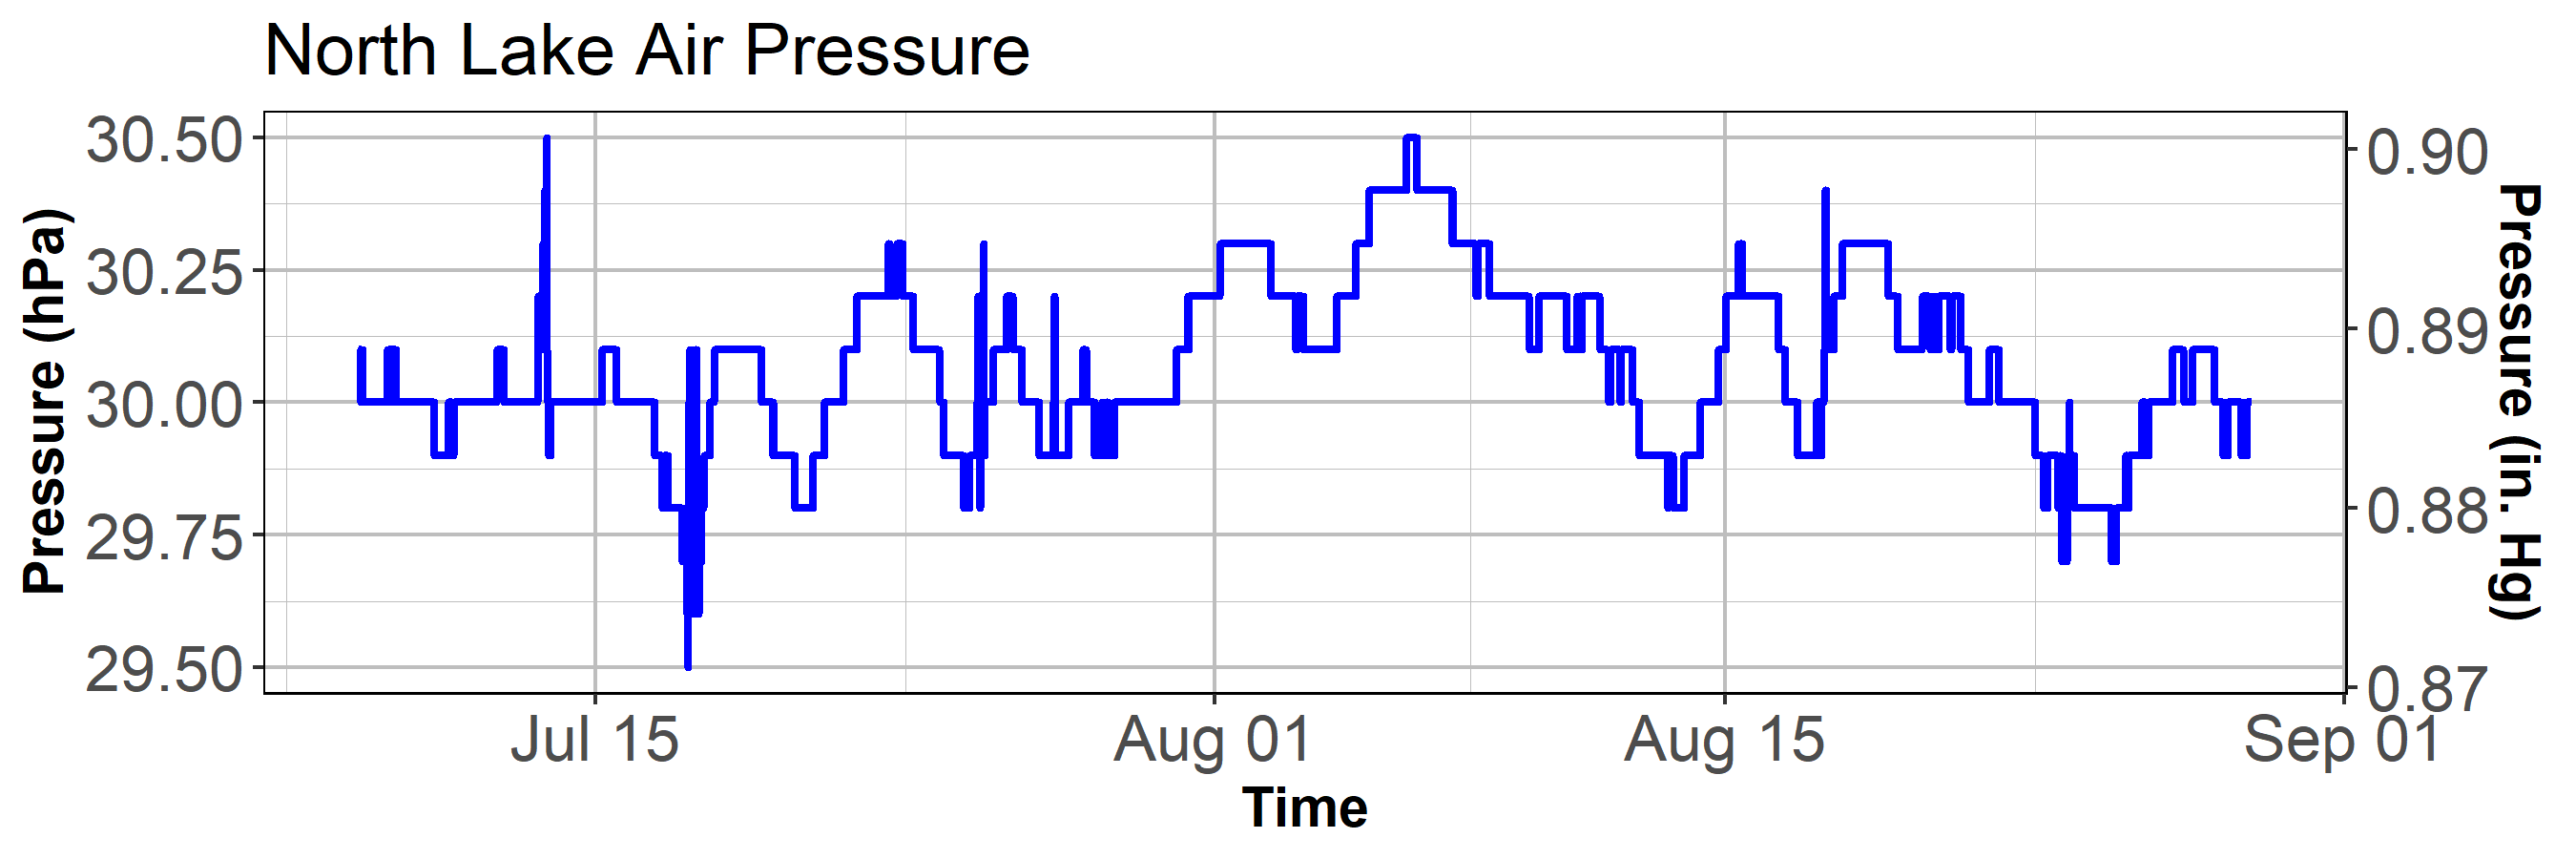 North Lake Air Pressure
30.50
30.25
30.00
29.75
29.50
Pressure (hPa)
0.90
0.89
0.88
0.87
Pressure (in. Hg)
Jul 15 Aug 01 Aug 15 Sep 01
Time